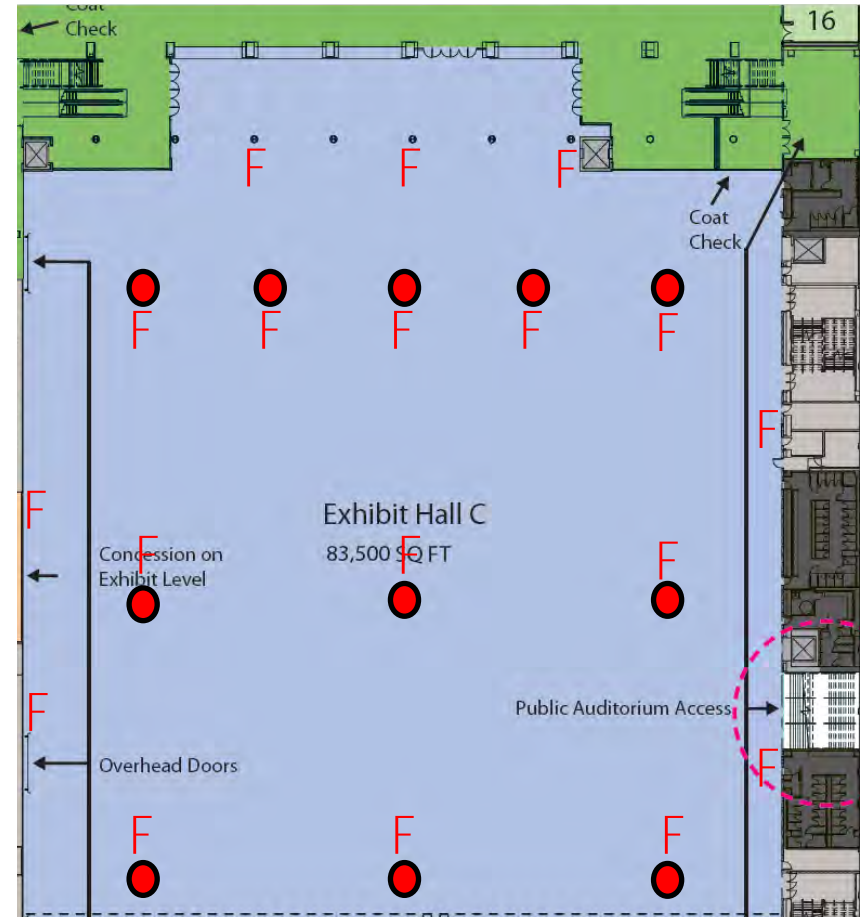 Coat
Check
16
F F F
Coat
Check
F F F F F
F
F
Exhibit Hall C
83,500 SQ FT
F F F
Concession on
Exhibit Level
F
Public Auditorium Access
Overhead Doors
F
F F F